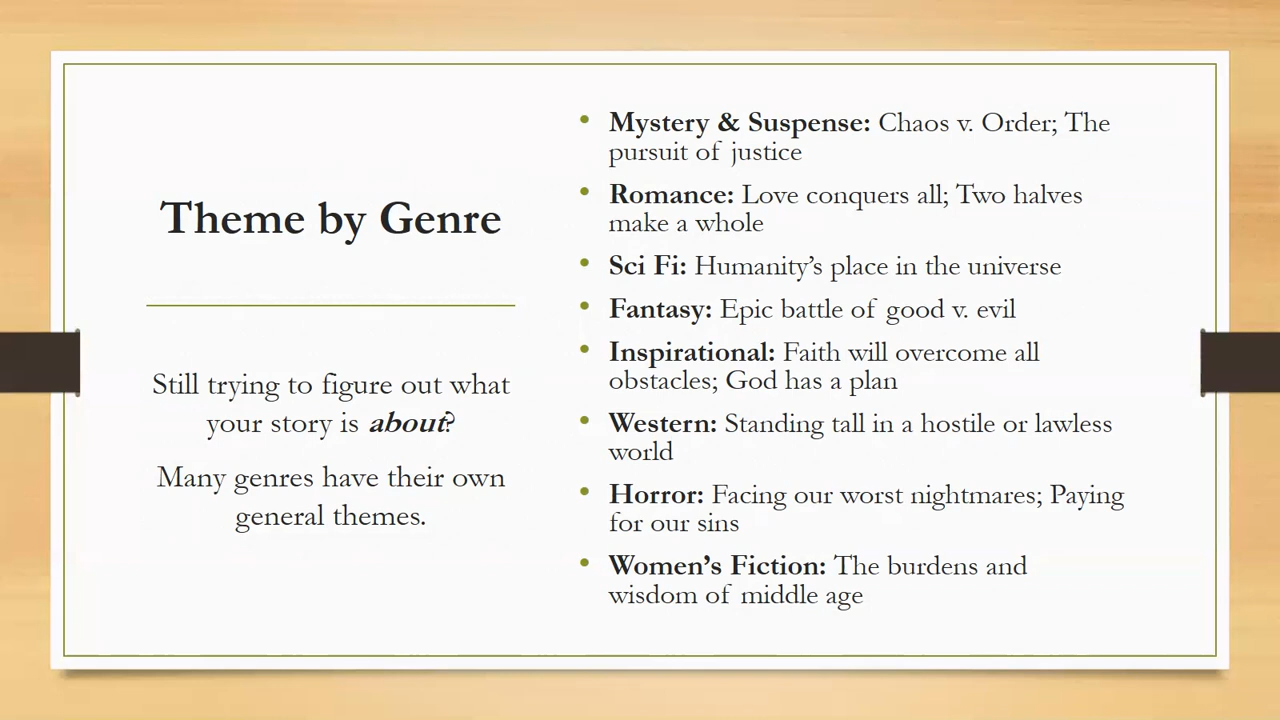 Theme by Genre
Still trying to figure out what
your story is about?
Many genres have their own
general themes.
• Mystery & Suspense: Chaos v. Order; The
pursuit of justice
• Romance: Love conquers all; Two halves
make a whole
• Sci Fi: Humanity’s place in the universe
• Fantasy: Epic battle of good v. evil
• Inspirational: Faith will overcome all
obstacles; God has a plan
• Western: Standing tall in a hostile or lawless
world
• Horror: Facing our worst nightmares; Paying
for our sins
• Women’s Fiction: The burdens and
wisdom of middle age